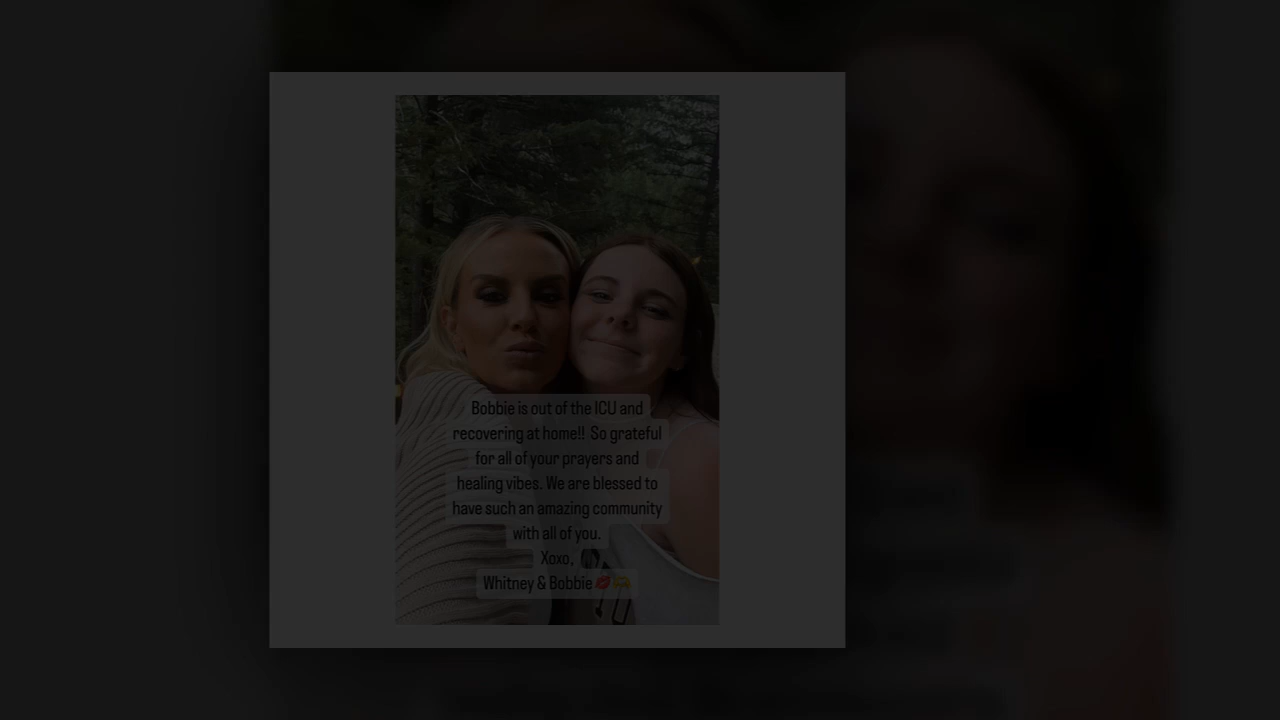 Bobbie is out of the ICU and
recovering at home!! So grateful
for all of your prayers and
healing vibes. We are blessed to
have such an amazing community
with all of you.
Xoxo,
Whitney & Bobbie💋🫶